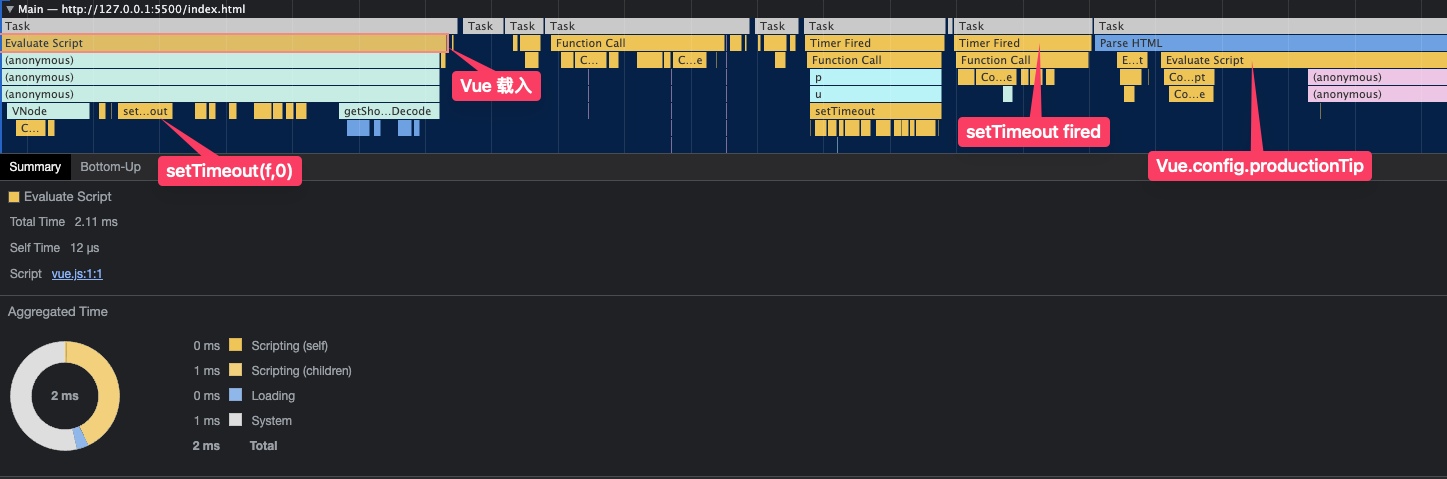 ▼ Main — http://127.0.0.1:5500/index.html
Task Task Task Task Task Task Task Task
Evaluate Script Function Call Timer Fired Timer Fired Parse HTML
(anonymous) C... C...e Function Call Function Call E...t Evaluate Script
(anonymous) p Co...e Co...pt (anonymous)
(anonymous) u Co...e (anonymous)
VNode set...out getSho...Decode setTimeout
C...
Vue 载入
setTimeout fired
Vue.config.productionTip
setTimeout(f,0)
Summary Bottom-Up
Evaluate Script
Total Time 2.11 ms
Self Time 12 µs
Script vue.js:1:1
Aggregated Time
0 ms Scripting (self)
1 ms Scripting (children)
2 ms
0 ms Loading
1 ms System
2 ms Total